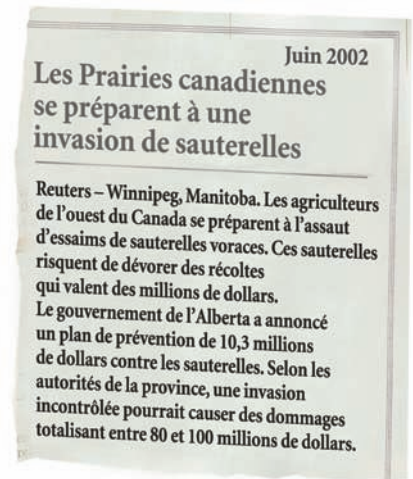 Juin 2002
Les Prairies canadiennes
se préparent à une
invasion de sauterelles
Reuters – Winnipeg, Manitoba. Les agriculteurs
de l'ouest du Canada se préparent à l'assaut
d'essaims de sauterelles voraces. Ces sauterelles
risquent de dévorer des récoltes
qui valent des millions de dollars.
Le gouvernement de l'Alberta a annoncé
un plan de prévention de 10,3 millions
de dollars contre les sauterelles. Selon les
autorités de la province, une invasion
incontrôlée pourrait causer des dommages
totalisant entre 80 et 100 millions de dollars.